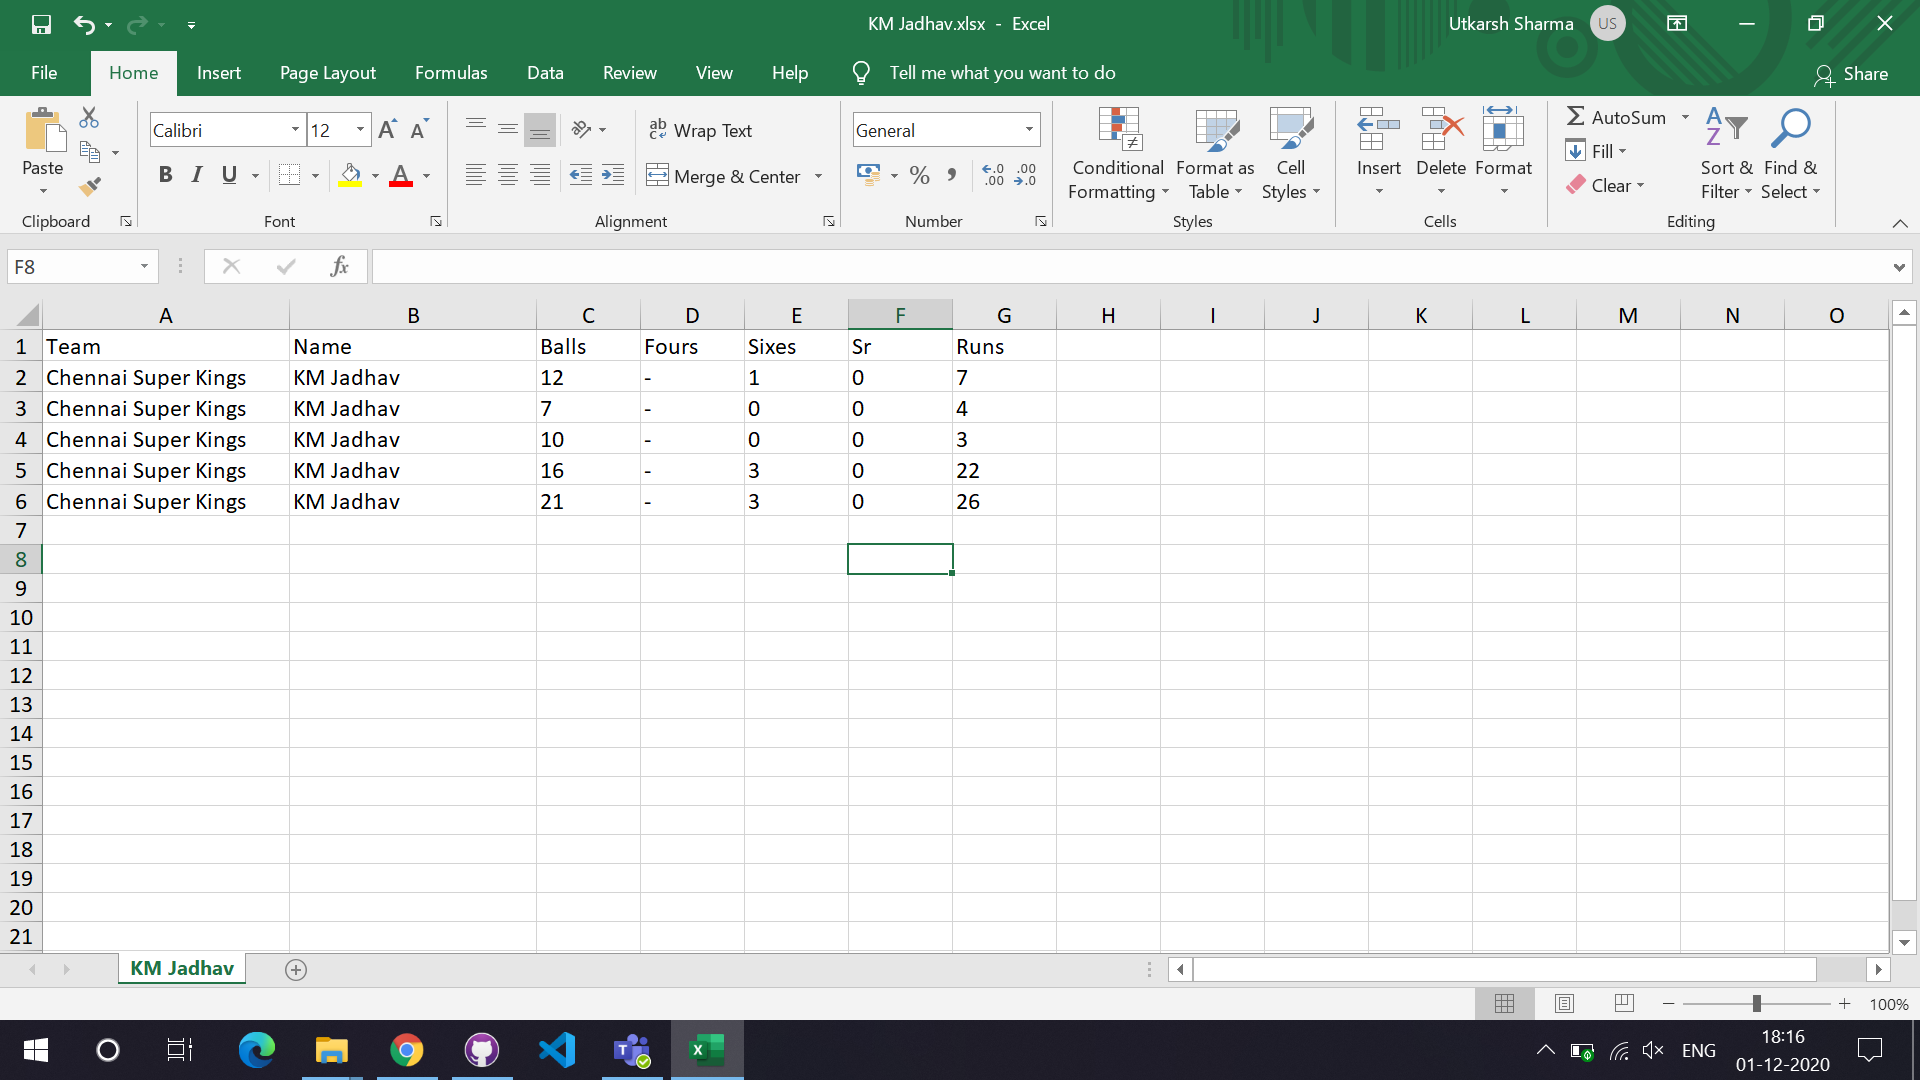 KM Jadhav.xlsx - Excel
Utkarsh Sharma US
File Home Insert Page Layout Formulas Data Review View Help Tell me what you want to do Share
Paste
Clipboard
Calibri 12
B I U A
Font
ab Wrap Text
Merge & Center
Alignment
General
% , .00 .00
Number
Conditional Formatting
Format as Table
Cell Styles
Styles
Insert Delete Format
Cells
AutoSum
Fill
Clear
Sort & Filter
Find & Select
Editing
F8 fx
A B C D E F G H I J K L M N O
1 Team Name Balls Fours Sixes Sr Runs
2 Chennai Super Kings KM Jadhav 12 - 1 0 7
3 Chennai Super Kings KM Jadhav 7 - 0 0 4
4 Chennai Super Kings KM Jadhav 10 - 0 0 3
5 Chennai Super Kings KM Jadhav 16 - 3 0 22
6 Chennai Super Kings KM Jadhav 21 - 3 0 26
7
8
9
10
11
12
13
14
15
16
17
18
19
20
21
KM Jadhav
100%
ENG
18:16
01-12-2020